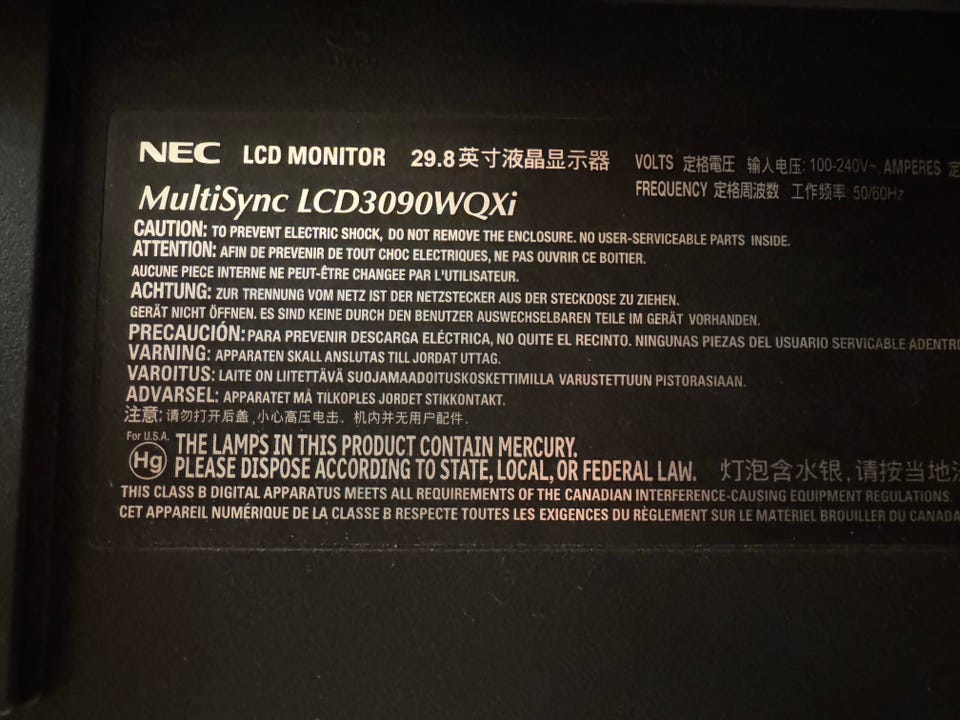 NEC LCD MONITOR 29.8英寸液晶显示器 VOLTS 定格電圧 输入电压: 100-240V~, AMPERES
MultiSync LCD3090WQXi FREQUENCY 定格周波数 工作频率: 50/60Hz
CAUTION: TO PREVENT ELECTRIC SHOCK, DO NOT REMOVE THE ENCLOSURE. NO USER-SERVICEABLE PARTS INSIDE.
ATTENTION: AFIN DE PREVENIR DE TOUT CHOC ELECTRIQUES, NE PAS OUVRIR CE BOITIER.
AUCUNE PIECE INTERNE NE PEUT-ÊTRE CHANGEE PAR L'UTILISATEUR.
ACHTUNG: ZUR TRENNUNG VOM NETZ IST DER NETZSTECKER AUS DER STECKDOSE ZU ZIEHEN.
GERÄT NICHT ÖFFNEN. ES SIND KEINE DURCH DEN BENUTZER AUSWECHSELBAREN TEILE IM GERÄT VORHANDEN.
PRECAUCIÓN: PARA PREVENIR DESCARGA ELÉCTRICA, NO QUITE EL RECINTO. NINGUNAS PIEZAS DEL USUARIO SERVICABLE ADENTRO
VARNING: APPARATEN SKALL ANSLUTAS TILL JORDAT UTTAG.
VAROITUS: LAITE ON LIITETTÄVÄ SUOJAMAADOITUSKOSKETTIMILLA VARUSTETTUUN PISTORASIAAN.
ADVARSEL: APPARATET MÅ TILKOPLES JORDET STIKKONTAKT.
注意: 请勿打开后盖,小心高压电击. 机内并无用户配件.
For U.S.A. THE LAMPS IN THIS PRODUCT CONTAIN MERCURY.
Hg PLEASE DISPOSE ACCORDING TO STATE, LOCAL, OR FEDERAL LAW. 灯泡含水银,请按当地
THIS CLASS B DIGITAL APPARATUS MEETS ALL REQUIREMENTS OF THE CANADIAN INTERFERENCE-CAUSING EQUIPMENT REGULATIONS.
CET APPAREIL NUMÉRIQUE DE LA CLASSE B RESPECTE TOUTES LES EXIGENCES DU RÈGLEMENT SUR LE MATÉRIEL BROUILLER DU CANADA